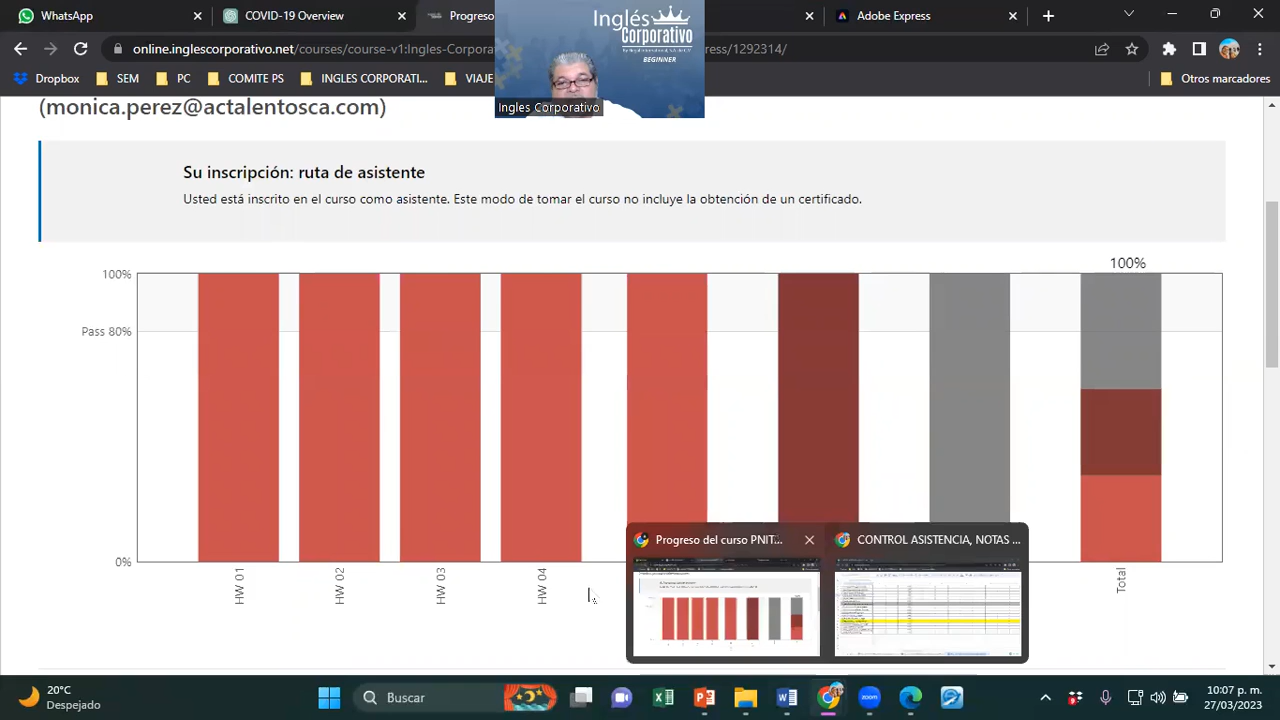 WhatsApp
COVID-19 Overview
Progreso
Adobe Express
online.inglescorporativo.net/courses/course-v1:Ingles-Corpora
ress/1292314/
Dropbox
SEM
PC
COMITE PS
INGLES CORPORATI...
VIAJE
Otros marcadores
Inglés
Corporativo
BEGINNER
Ingles Corporativo
(monica.perez@actalentosca.com)
Su inscripción: ruta de asistente
Usted está inscrito en el curso como asistente. Este modo de tomar el curso no incluye la obtención de un certificado.
100%
100%
Pass 80%
0%
HW 01
HW 02
HW 03
HW 04
Total
Progreso del curso PNIT...
CONTROL ASISTENCIA, NOTAS ...
20°C
Despejado
Buscar
zoom
10:07 p. m.
27/03/2023